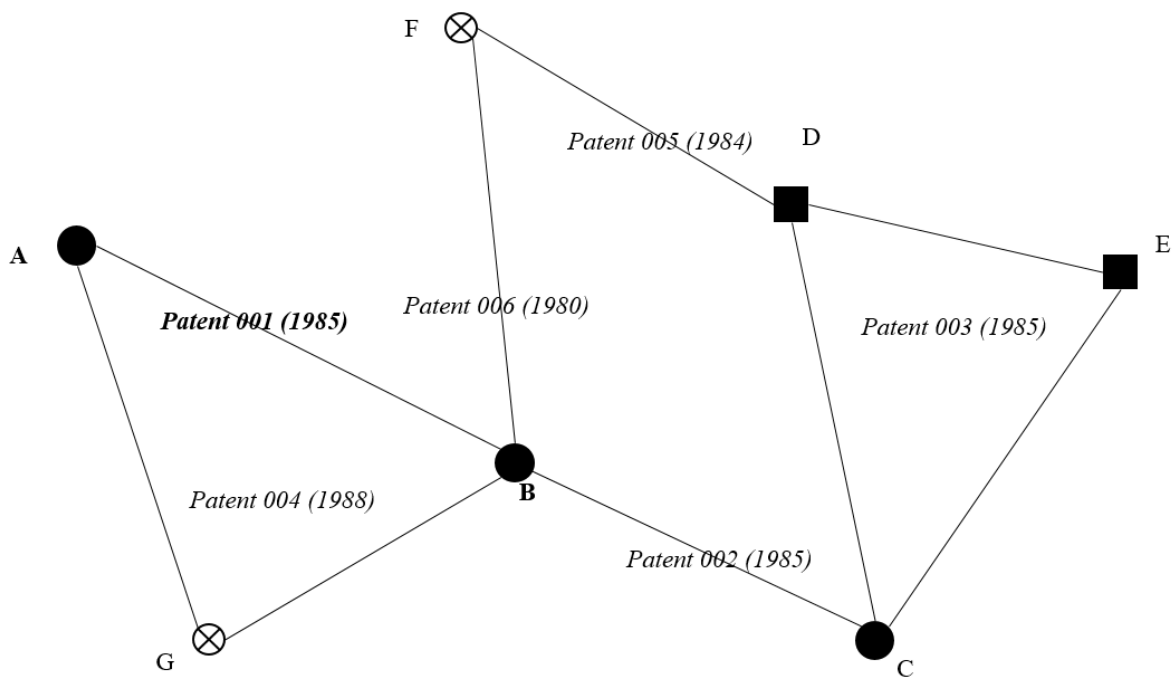 F
Patent 005 (1984)
D
A
E
Patent 001 (1985)
Patent 006 (1980)
Patent 003 (1985)
Patent 004 (1988)
B
Patent 002 (1985)
G
C